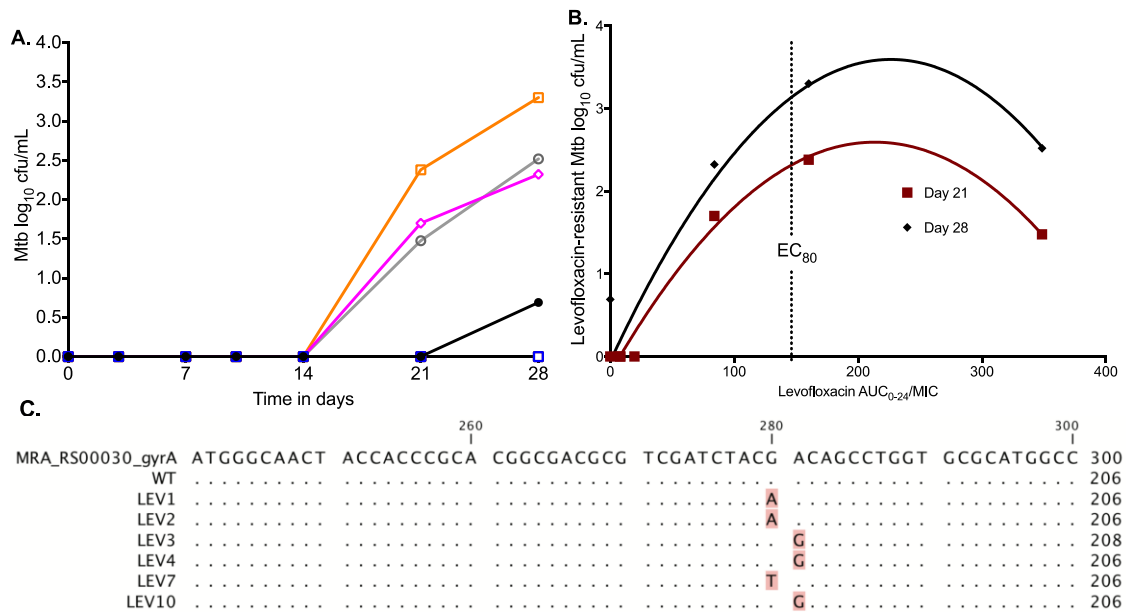 A.
Mtb log10 cfu/mL
4.0
3.5
3.0
2.5
2.0
1.5
1.0
0.5
0.0
0 7 14 21 28
Time in days
B.
Levofloxacin-resistant Mtb log10 cfu/mL
4
3
2
1
0
EC80
Day 21
Day 28
0 100 200 300 400
Levofloxacin AUC0-24/MIC
C.
260 280 300
MRA_RS00030_gyrA ATGGGCAACT ACCACCCGCA CGGCGACGCG TCGATCTACG ACAGCCTGGT GCGCATGGCC 300
WT .......... .......... .......... .......... .......... .......... 206
LEV1 .......... .......... .......... .........A .......... .......... 206
LEV2 .......... .......... .......... .........A .......... .......... 206
LEV3 .......... .......... .......... .......... G......... .......... 208
LEV4 .......... .......... .......... .......... G......... .......... 206
LEV7 .......... .......... .......... .........T .......... .......... 206
LEV10 .......... .......... .......... .......... G......... .......... 206